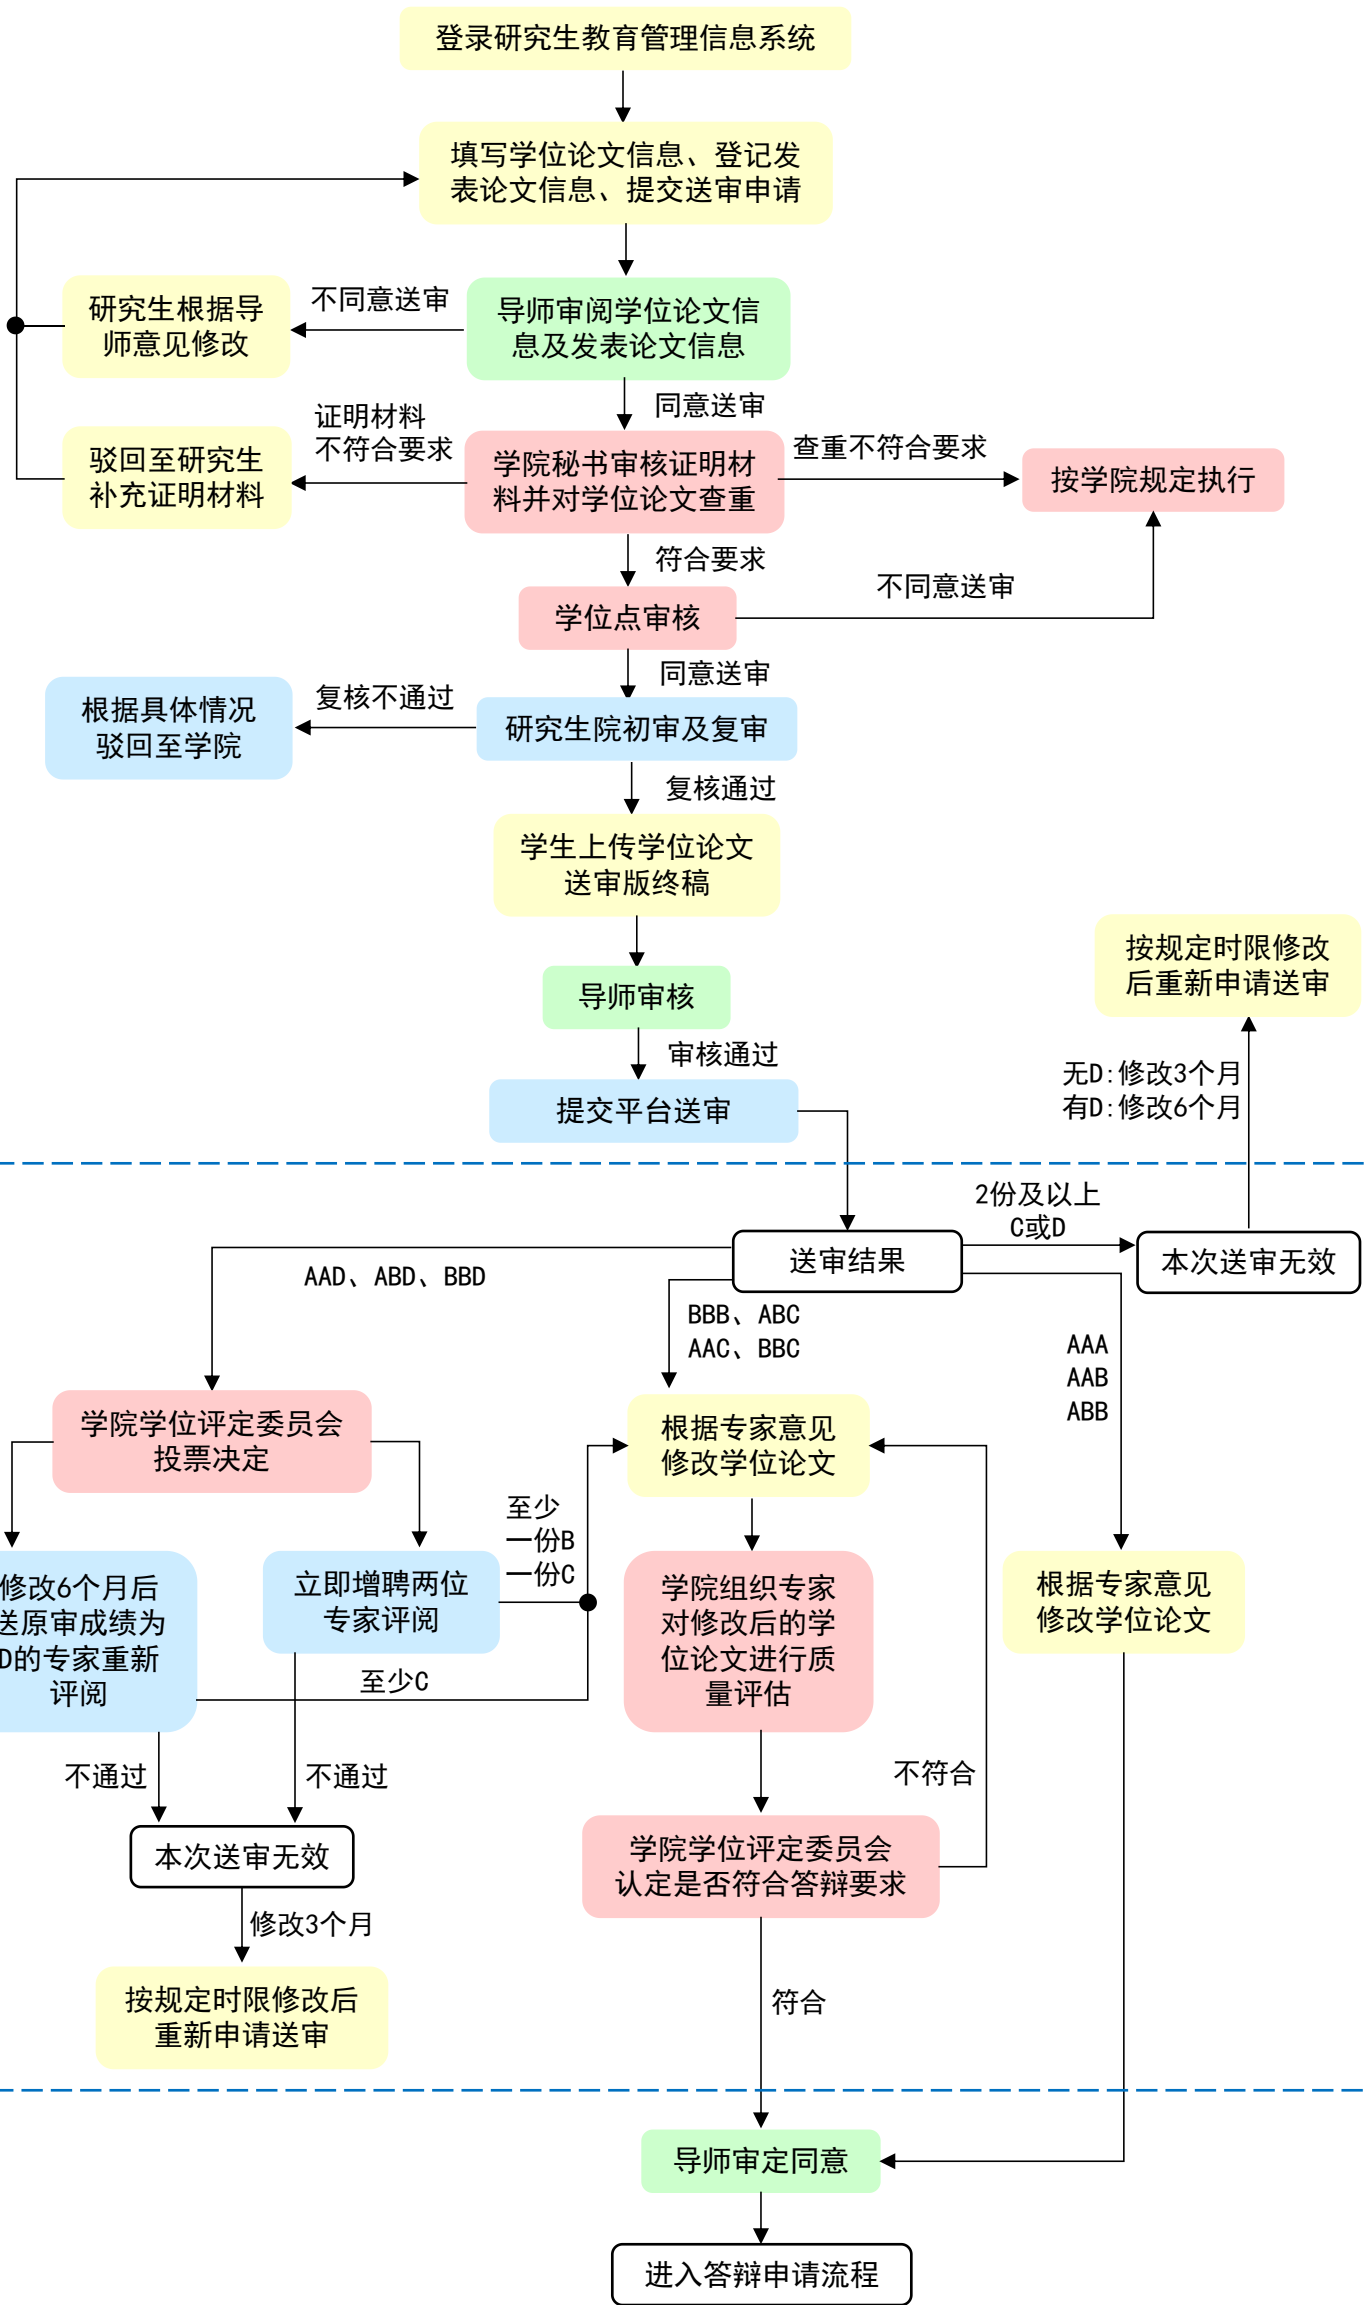 登录研究生教育管理信息系统
填写学位论文信息、登记发
表论文信息、提交送审申请
研究生根据导
师意见修改
不同意送审
导师审阅学位论文信
息及发表论文信息
同意送审
证明材料
不符合要求
驳回至研究生
补充证明材料
学院秘书审核证明材
料并对学位论文查重
查重不符合要求
按学院规定执行
符合要求
学位点审核
不同意送审
同意送审
根据具体情况
驳回至学院
复核不通过
研究生院初审及复审
复核通过
学生上传学位论文
送审版终稿
导师审核
审核通过
提交平台送审
按规定时限修改
后重新申请送审
无D:修改3个月
有D:修改6个月
2份及以上
C或D
送审结果
本次送审无效
AAD、ABD、BBD
BBB、ABC
AAC、BBC
AAA
AAB
ABB
学院学位评定委员会
投票决定
根据专家意见
修改学位论文
至少
一份B
一份C
修改6个月后
送原审成绩为
D的专家重新
评阅
立即增聘两位
专家评阅
至少C
学院组织专家
对修改后的学
位论文进行质
量评估
根据专家意见
修改学位论文
不通过
不通过
不符合
本次送审无效
学院学位评定委员会
认定是否符合答辩要求
修改3个月
按规定时限修改后
重新申请送审
符合
导师审定同意
进入答辩申请流程